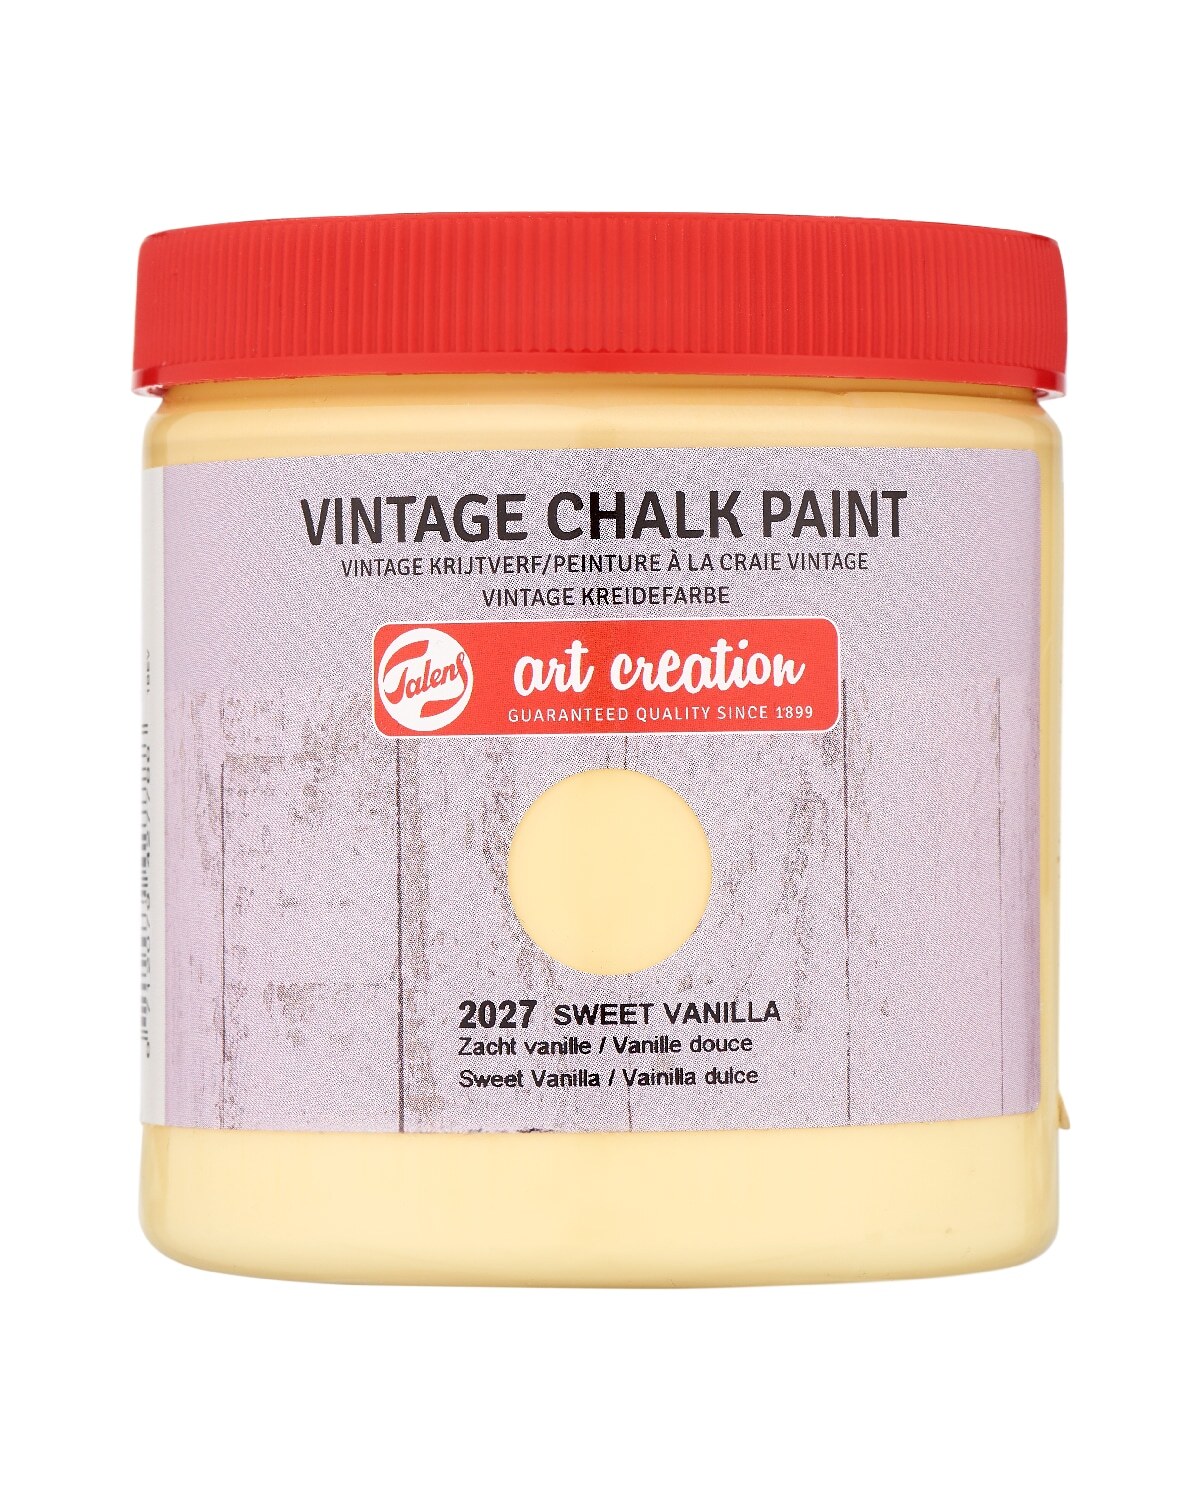 VINTAGE CHALK PAINT
VINTAGE KRIJTVERF/PEINTURE À LA CRAIE VINTAGE
VINTAGE KREIDEFARBE
Talens
art creation
GUARANTEED QUALITY SINCE 1899
2027 SWEET VANILLA
Zacht vanille / Vanille douce
Sweet Vanilla / Vainilla dulce